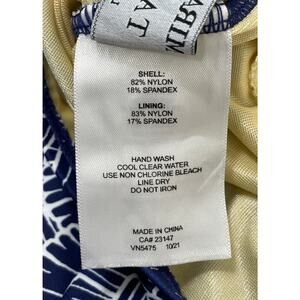 SHELL:
82% NYLON
18% SPANDEX
LINING:
83% NYLON
17% SPANDEX
HAND WASH
COOL CLEAR WATER
USE NON CHLORINE BLEACH
LINE DRY
DO NOT IRON
MADE IN CHINA
CA# 23147
VN5475 10/21